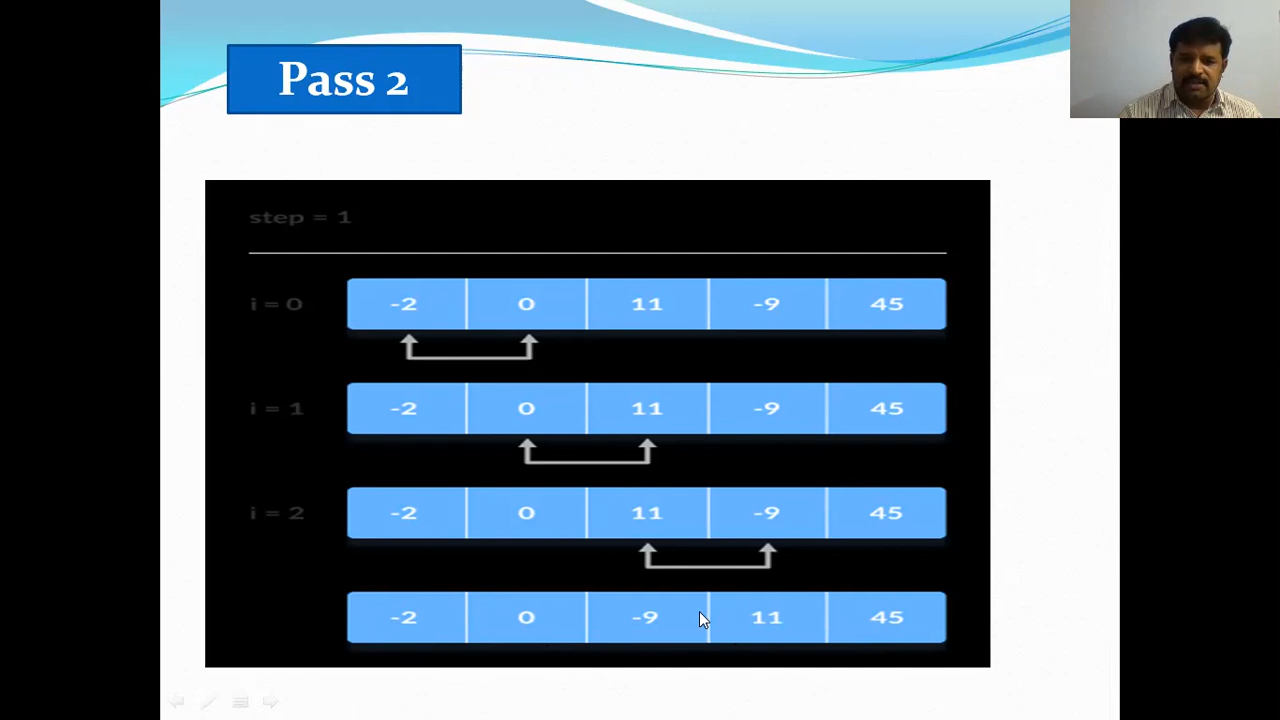 Pass 2
step = 1
i = 0 -2 0 11 -9 45
i = 1 -2 0 11 -9 45
i = 2 -2 0 11 -9 45
-2 0 -9 11 45